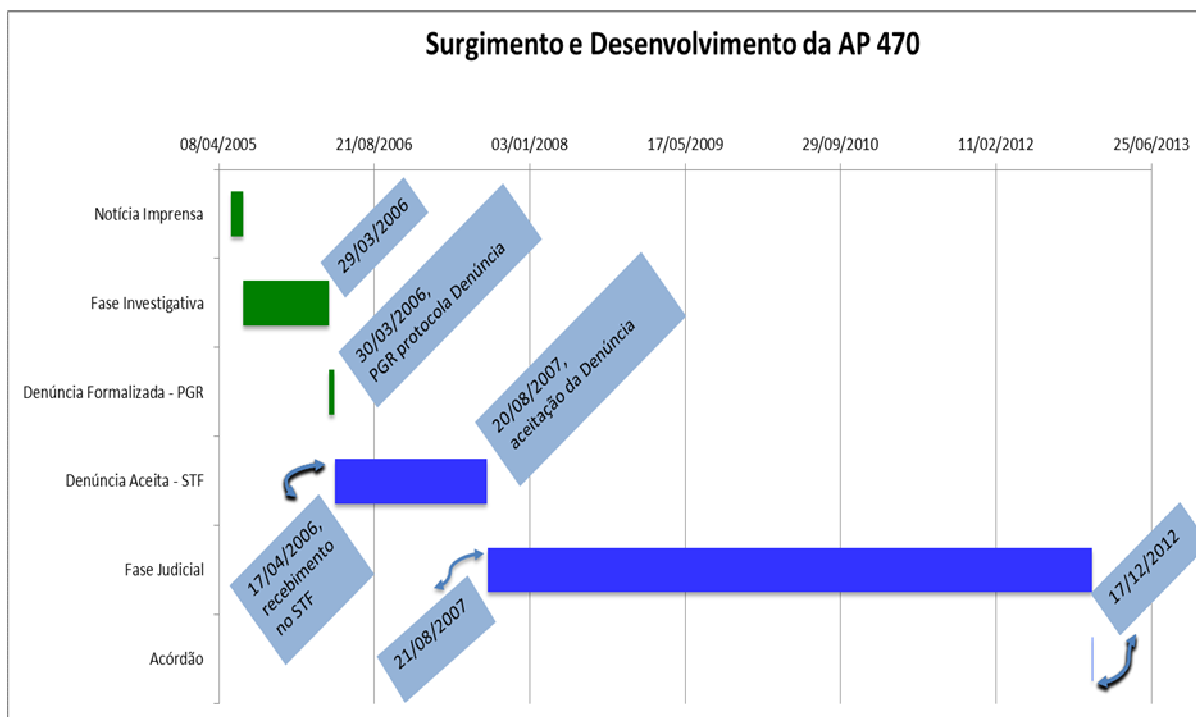 Surgimento e Desenvolvimento da AP 470
08/04/2005 21/08/2006 03/01/2008 17/05/2009 29/09/2010 11/02/2012 25/06/2013
Notícia Imprensa
29/03/2006
Fase Investigativa
30/03/2006,
PGR protocola Denúncia
Denúncia Formalizada - PGR
20/08/2007,
aceitação da Denúncia
Denúncia Aceita - STF
17/04/2006,
recebimento
no STF
Fase Judicial
17/12/2012
21/08/2007
Acórdão